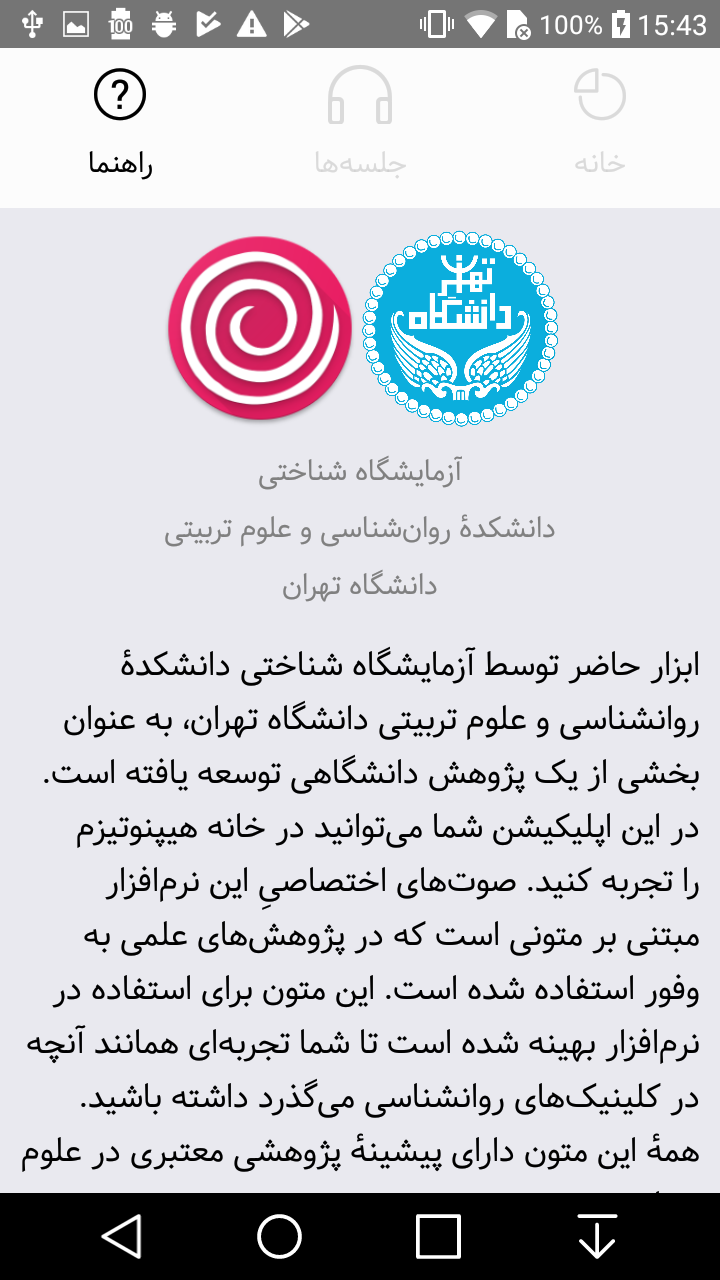 100
100%
15:43
خانه
جلسه‌ها
راهنما
?
دانشگاه
تهران
آزمایشگاه شناختی
دانشکدهٔ روان‌شناسی و علوم تربیتی
دانشگاه تهران
ابزار حاضر توسط آزمایشگاه شناختی دانشکدهٔ
روانشناسی و علوم تربیتی دانشگاه تهران، به عنوان
بخشی از یک پژوهش دانشگاهی توسعه یافته است.
در این اپلیکیشن شما می‌توانید در خانه هیپنوتیزم
را تجربه کنید. صوت‌های اختصاصیِ این نرم‌افزار
مبتنی بر متونی است که در پژوهش‌های علمی به
وفور استفاده شده است. این متون برای استفاده در
نرم‌افزار بهینه شده است تا شما تجربه‌ای همانند آنچه
در کلینیک‌های روانشناسی می‌گذرد داشته باشید.
همهٔ این متون دارای پیشینهٔ پژوهشی معتبری در علوم